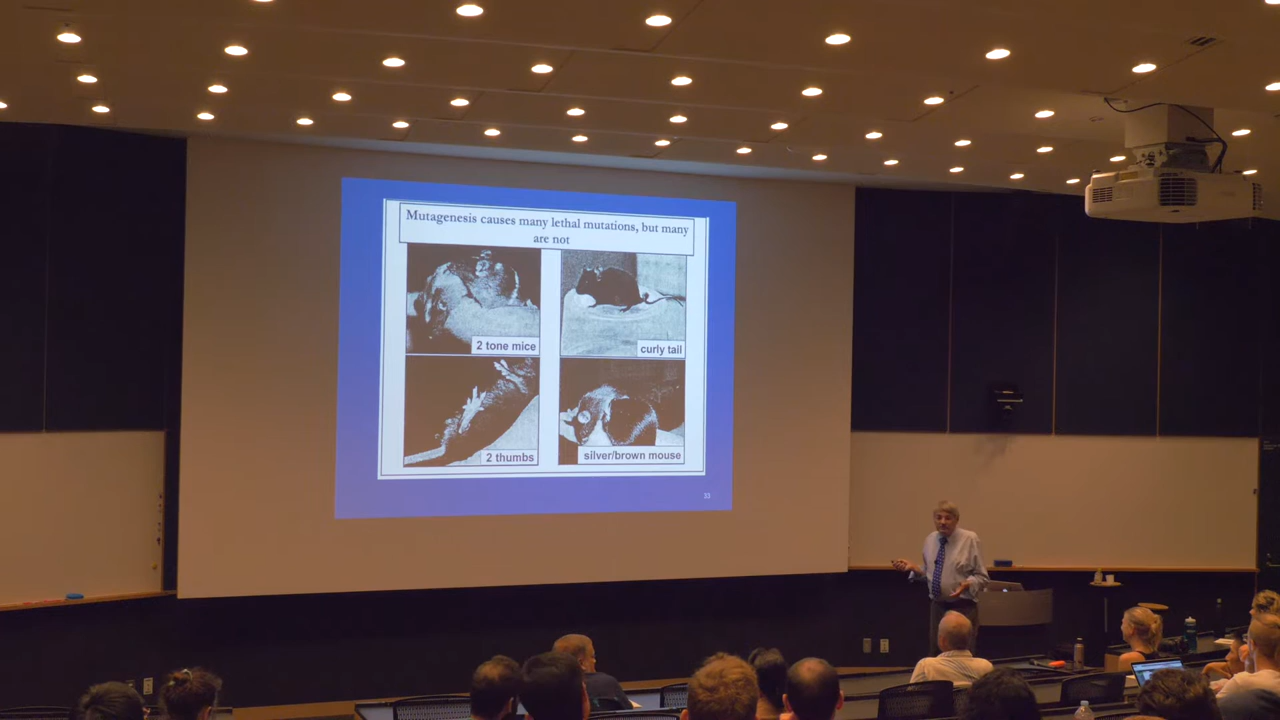 Mutagenesis causes many lethal mutations, but many
are not
2 tone mice
curly tail
2 thumbs
silver/brown mouse
33